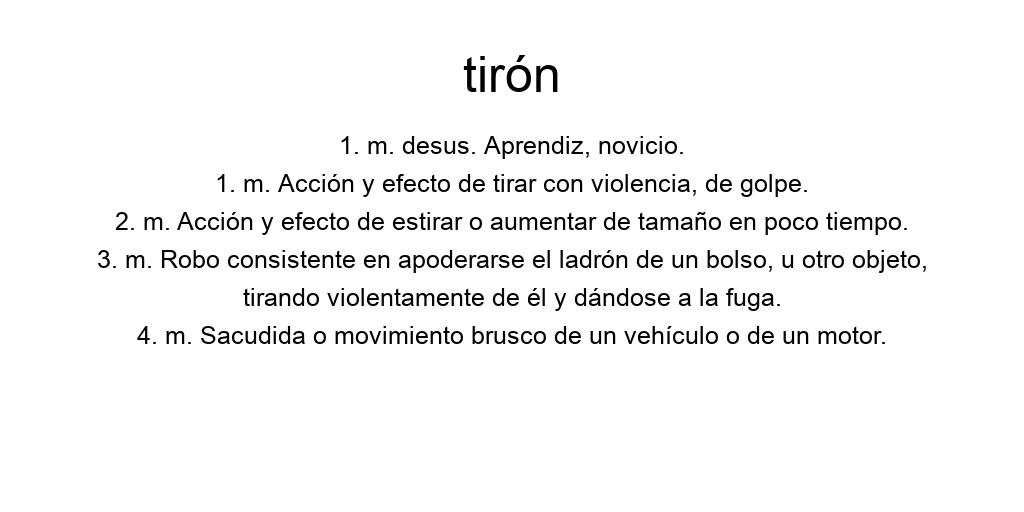 tirón
1. m. desus. Aprendiz, novicio.
1. m. Acción y efecto de tirar con violencia, de golpe.
2. m. Acción y efecto de estirar o aumentar de tamaño en poco tiempo.
3. m. Robo consistente en apoderarse el ladrón de un bolso, u otro objeto,
tirando violentamente de él y dándose a la fuga.
4. m. Sacudida o movimiento brusco de un vehículo o de un motor.